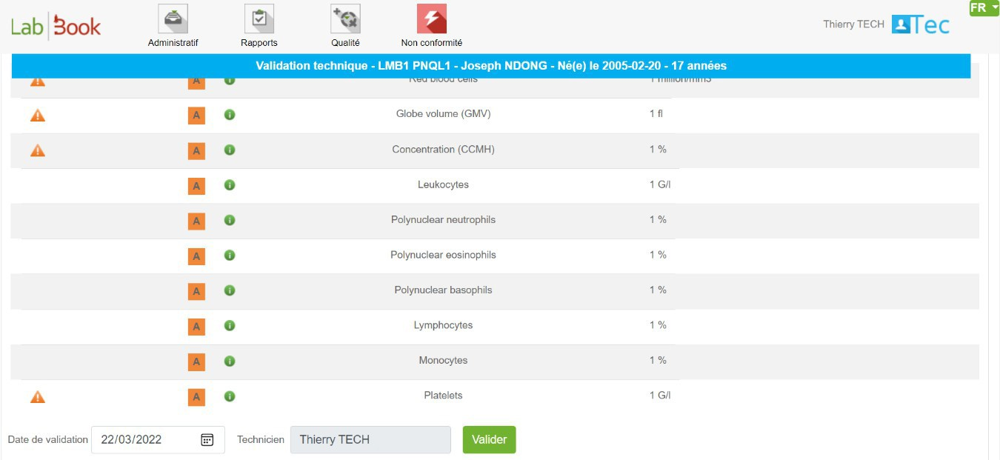 FR
Lab Book
Administratif
Rapports
Qualité
Non conformité
Thierry TECH
Tec
Validation technique - LMB1 PNQL1 - Joseph NDONG - Né(e) le 2005-02-20 - 17 années
A Red blood cells 1 million/mm3
A Globe volume (GMV) 1 fl
A Concentration (CCMH) 1 %
A Leukocytes 1 G/l
A Polynuclear neutrophils 1 %
A Polynuclear eosinophils 1 %
A Polynuclear basophils 1 %
A Lymphocytes 1 %
A Monocytes 1 %
A Platelets 1 G/l
Date de validation 22/03/2022 Technicien Thierry TECH Valider